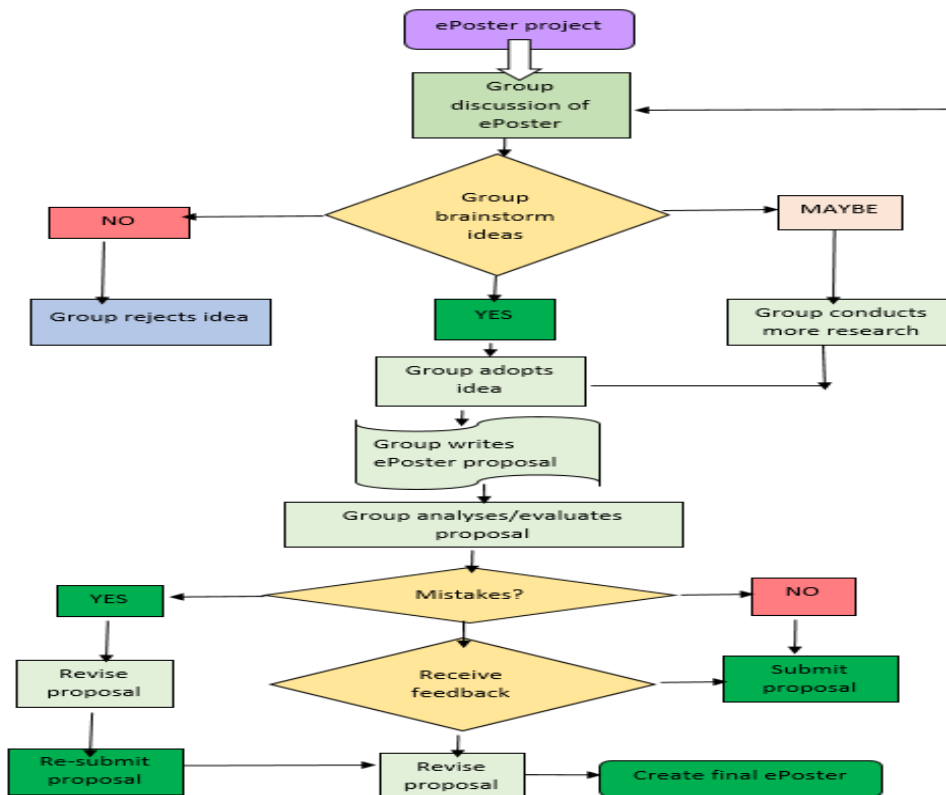 ePoster project
Group
discussion of
ePoster
Group
brainstorm
ideas
NO
MAYBE
Group rejects idea
YES
Group conducts
more research
Group adopts
idea
Group writes
ePoster proposal
Group analyses/evaluates
proposal
YES
Mistakes?
NO
Revise
proposal
Receive
feedback
Submit
proposal
Re-submit
proposal
Revise
proposal
Create final ePoster